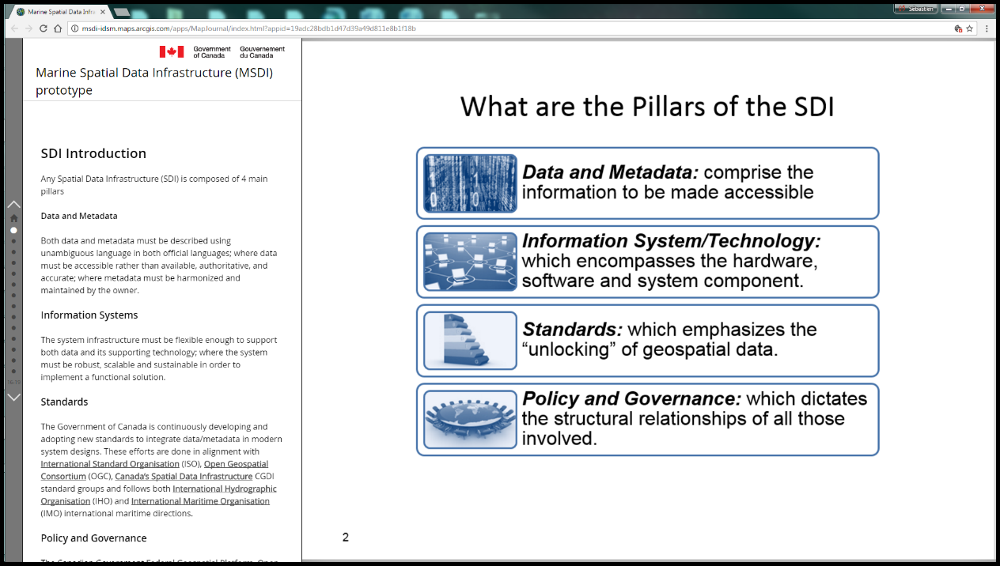 Marine Spatial Data Infra
Sebastien
msdi-idsm.maps.arcgis.com/apps/MapJournal/index.html?appid=19adc28bdb1d47d39a49d811e8b1f18b
Government of Canada
Gouvernement du Canada
Marine Spatial Data Infrastructure (MSDI)
prototype
SDI Introduction
Any Spatial Data Infrastructure (SDI) is composed of 4 main
pillars
Data and Metadata
Both data and metadata must be described using
unambiguous language in both official languages; where data
must be accessible rather than available, authoritative, and
accurate; where metadata must be harmonized and
maintained by the owner.
Information Systems
The system infrastructure must be flexible enough to support
both data and its supporting technology; where the system
must be robust, scalable and sustainable in order to
implement a functional solution.
Standards
The Government of Canada is continuously developing and
adopting new standards to integrate data/metadata in modern
system designs. These efforts are done in alignment with
International Standard Organisation (ISO), Open Geospatial
Consortium (OGC), Canada's Spatial Data Infrastructure CGDI
standard groups and follows both International Hydrographic
Organisation (IHO) and International Maritime Organisation
(IMO) international maritime directions.
Policy and Governance
The Canadian Government Federal Geospatial Platform, Open
16-19
What are the Pillars of the SDI
Data and Metadata: comprise the
information to be made accessible
Information System/Technology:
which encompasses the hardware,
software and system component.
Standards: which emphasizes the
“unlocking” of geospatial data.
Policy and Governance: which dictates
the structural relationships of all those
involved.
2